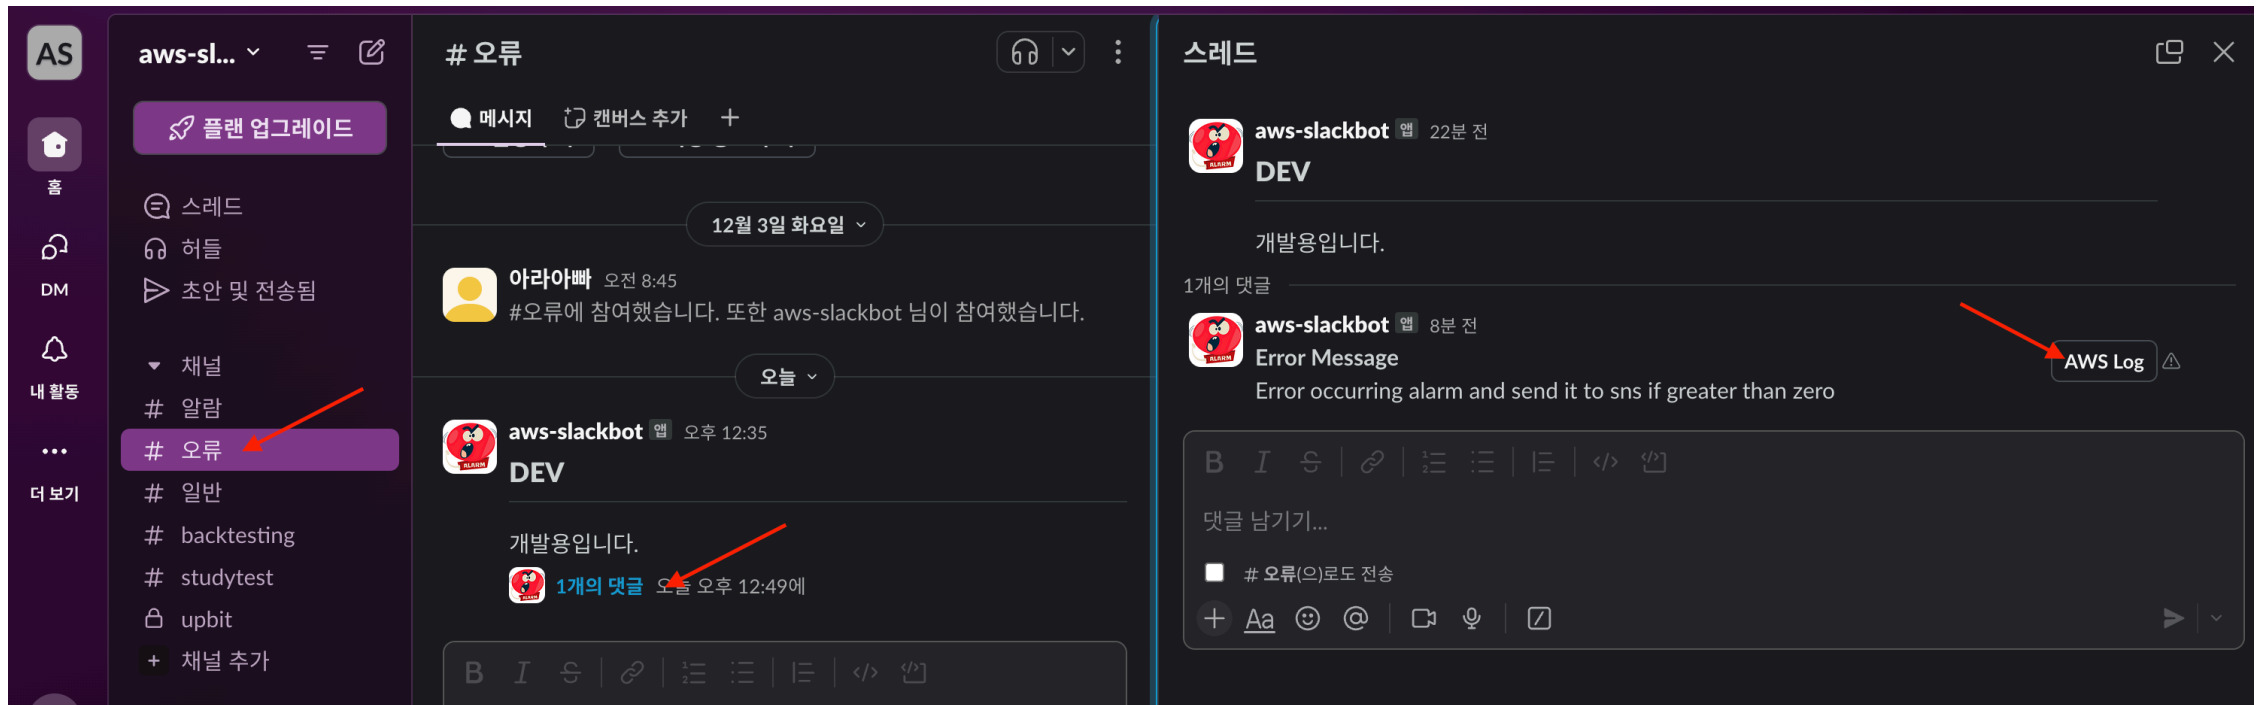 AS
홈
DM
내 활동
더 보기
aws-sl...
플랜 업그레이드
스레드
허들
초안 및 전송됨
채널
# 알람
# 오류
# 일반
# backtesting
# studytest
upbit
+ 채널 추가
# 오류
메시지
캔버스 추가
12월 3일 화요일
아라아빠 오전 8:45
#오류에 참여했습니다. 또한 aws-slackbot 님이 참여했습니다.
오늘
aws-slackbot 앱 오후 12:35
ALARM
DEV
개발용입니다.
1개의 댓글 오늘 오후 12:49에
스레드
aws-slackbot 앱 22분 전
ALARM
DEV
개발용입니다.
1개의 댓글
aws-slackbot 앱 8분 전
ALARM
Error Message
AWS Log
Error occurring alarm and send it to sns if greater than zero
댓글 남기기...
# 오류(으)로도 전송
Aa